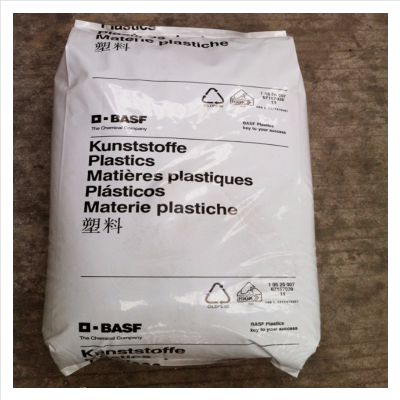 Plastics
Plásticos
Materie plastiche
塑料
BASF
The Chemical Company
BASF Plastics
key to your success
Kunststoffe
Plastics
Matières plastiques
Plásticos
Materie plastiche
塑料
BASF
The Chemical Company
BASF Plastics
key to your success
Kunststoffe